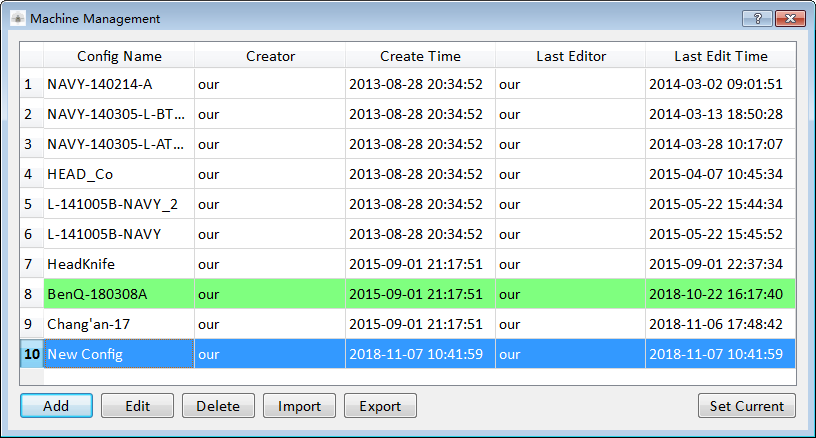 Machine Management
Config Name Creator Create Time Last Editor Last Edit Time
1 NAVY-140214-A our 2013-08-28 20:34:52 our 2014-03-02 09:01:51
2 NAVY-140305-L-BT... our 2013-08-28 20:34:52 our 2014-03-13 18:50:28
3 NAVY-140305-L-AT... our 2013-08-28 20:34:52 our 2014-03-28 10:17:07
4 HEAD_Co our 2013-08-28 20:34:52 our 2015-04-07 10:45:34
5 L-141005B-NAVY_2 our 2013-08-28 20:34:52 our 2015-05-22 15:44:34
6 L-141005B-NAVY our 2013-08-28 20:34:52 our 2015-05-22 15:45:52
7 HeadKnife our 2015-09-01 21:17:51 our 2015-09-01 22:37:34
8 BenQ-180308A our 2015-09-01 21:17:51 our 2018-10-22 16:17:40
9 Chang'an-17 our 2015-09-01 21:17:51 our 2018-11-06 17:48:42
10 New Config our 2018-11-07 10:41:59 our 2018-11-07 10:41:59
Add Edit Delete Import Export Set Current